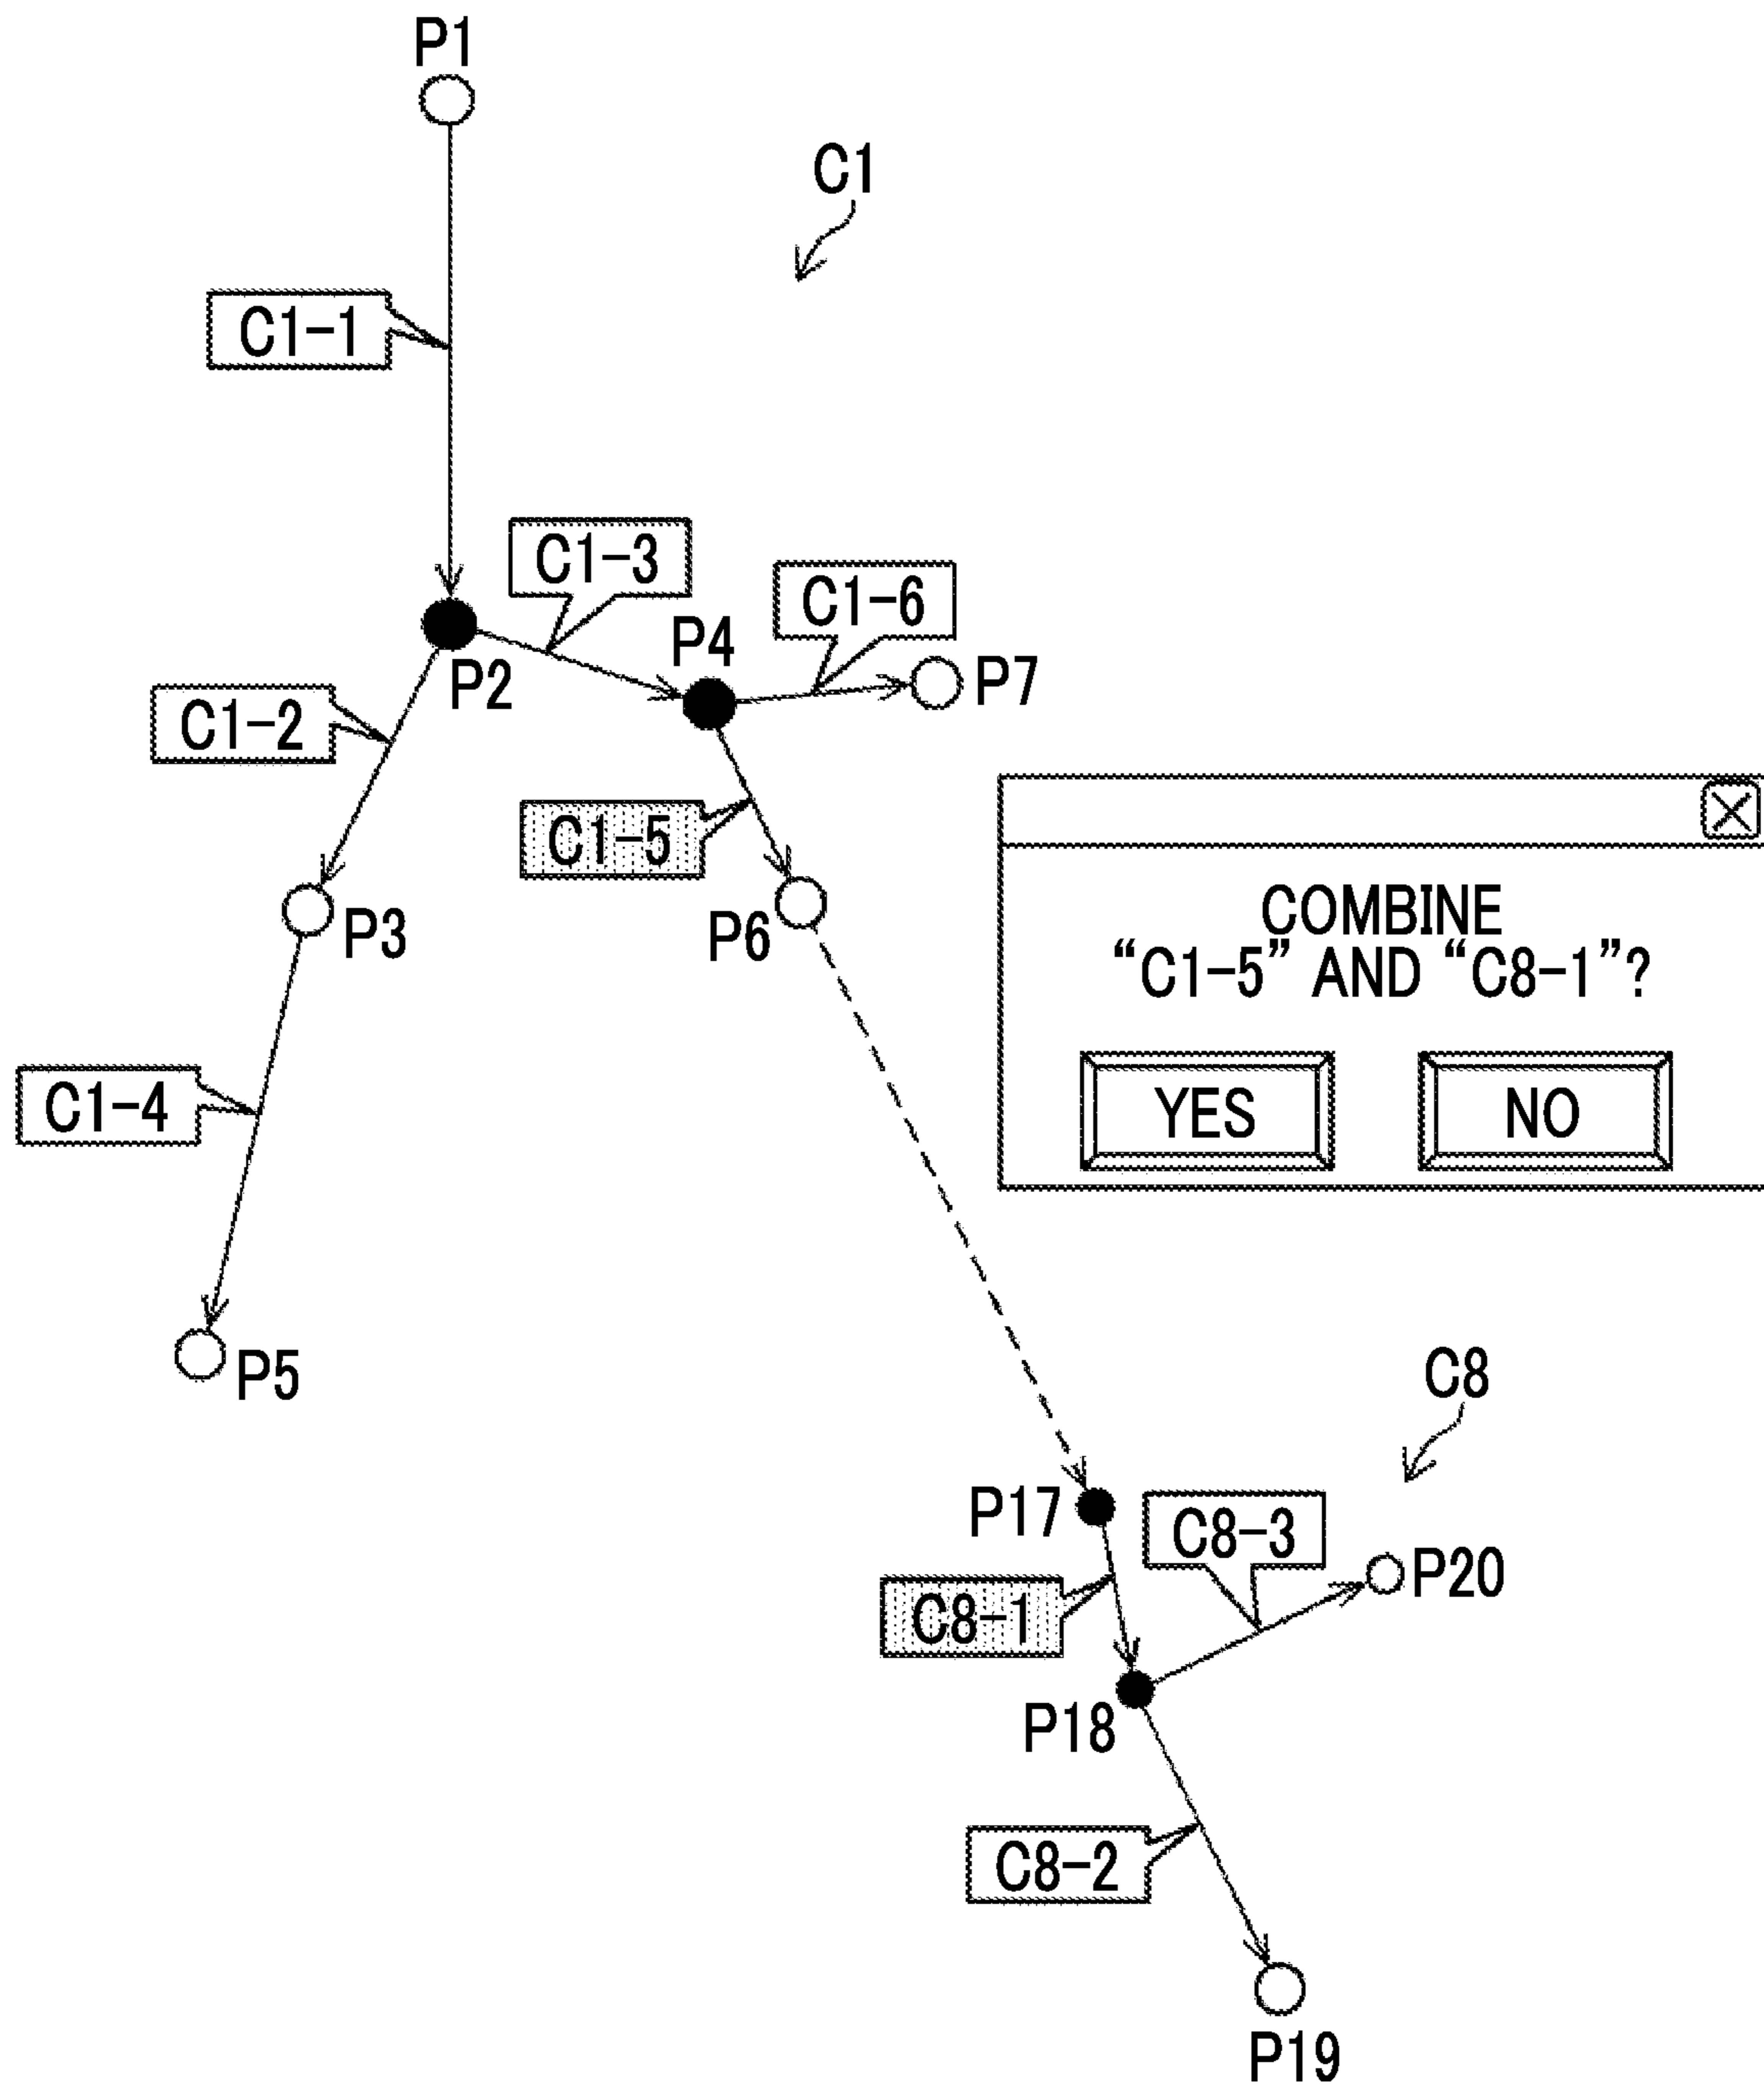 P1
C1
C1-1
C1-3
C1-6
P4
P2
P7
C1-2
C1-5
P3
P6
COMBINE
“C1-5” AND “C8-1”?
YES
NO
C1-4
P5
C8
P17
C8-3
P20
C8-1
P18
C8-2
P19